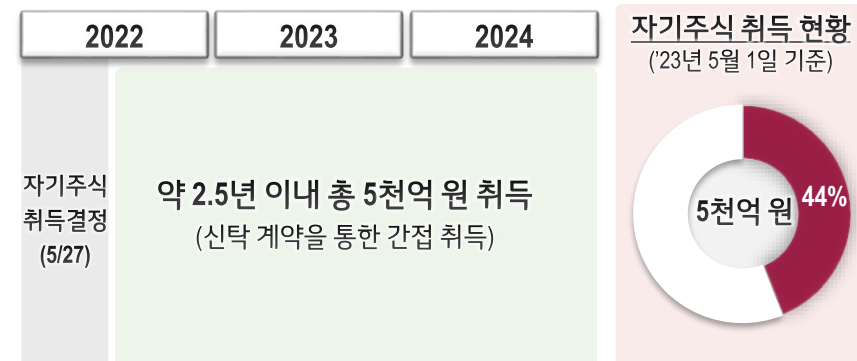 2022
2023
2024
자기주식
취득결정
(5/27)
약 2.5년 이내 총 5천억 원 취득
(신탁 계약을 통한 간접 취득)
자기주식 취득 현황
(’23년 5월 1일 기준)
5천억 원
44%